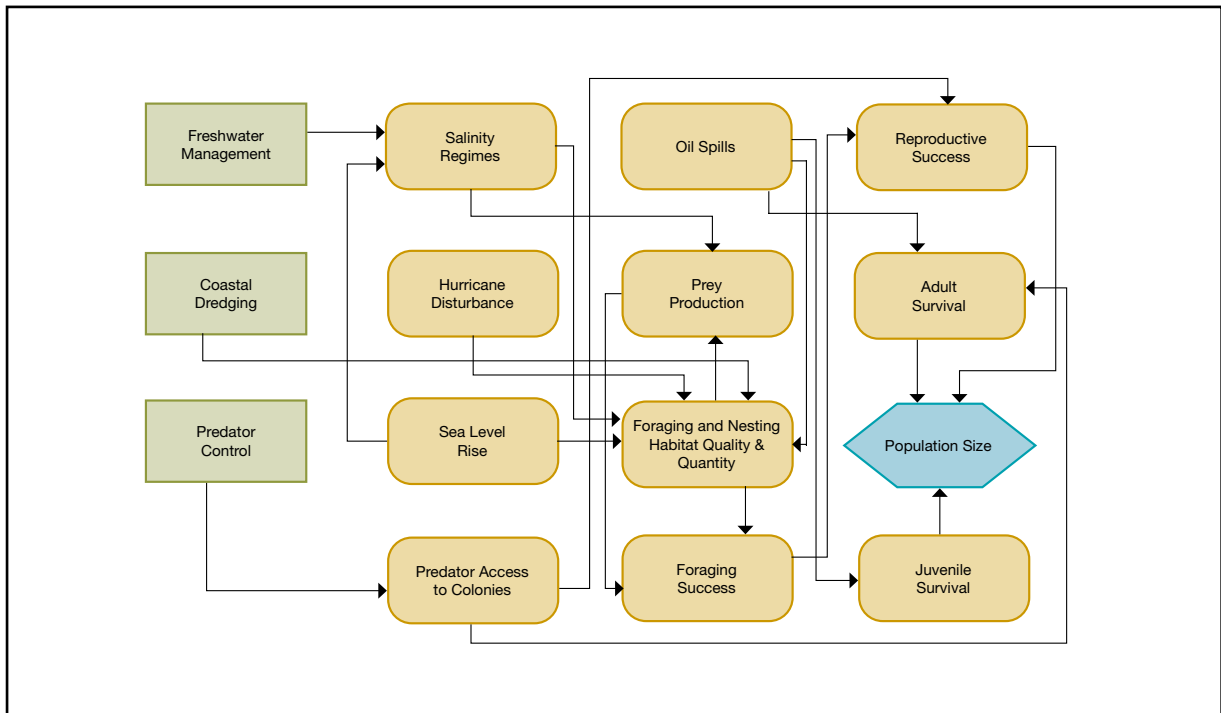 Freshwater
Management
Salinity
Regimes
Oil Spills
Reproductive
Success
Coastal
Dredging
Hurricane
Disturbance
Prey
Production
Adult
Survival
Predator
Control
Sea Level
Rise
Foraging and Nesting
Habitat Quality &
Quantity
Population Size
Predator Access
to Colonies
Foraging
Success
Juvenile
Survival